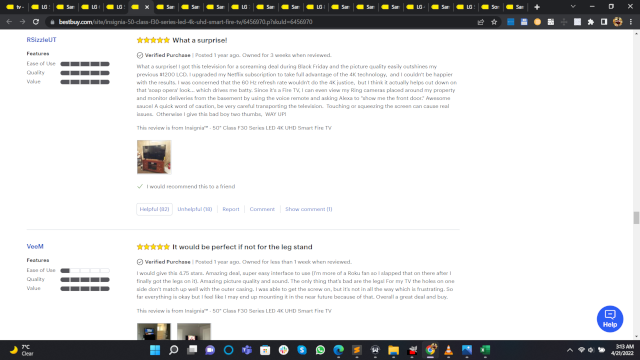 bestbuy.com/site/insignia-50-class-f30-series-led-4k-uhd-smart-fire-tv/6456970.p?skuId=6456970
RSizzleUT
What a surprise!
Features
Verified Purchase | Posted 1 year ago. Owned for 3 weeks when reviewed.
Ease of Use
Quality
Value
What a surprise! I got this television for a screaming deal during Black Friday and the picture quality easily outshines my
previous #1200 LCD. I upgraded my Netflix subscription to take full advantage of the 4K technology, and I couldn't be happier
with the results. I was concerned that the 60 Hz refresh rate wouldn't do the 4K justice, but I think it actually helps cut down on
that 'soap opera' look... which drives me batty. Since it's a Fire TV, I can even view my Ring cameras placed around my property
and monitor deliveries from the basement by using the voice remote and asking Alexa to "show me the front door." Awesome
sauce! A quick word of caution, be very careful transporting the television. Touching or squeezing the screen can cause real
issues. Otherwise I give this bad boy two thumbs, WAY UP!
This review is from Insignia™ - 50" Class F30 Series LED 4K UHD Smart Fire TV
I would recommend this to a friend
Helpful (82) Unhelpful (18) Report Comment Show comment (1)
VeeM
It would be perfect if not for the leg stand
Features
Verified Purchase | Posted 1 year ago. Owned for less than 1 week when reviewed.
Ease of Use
Quality
Value
I would give this 4.75 stars. Amazing deal, super easy interface to use (I'm more of a Roku fan so I slapped that on there after I
finally got the legs on it). Amazing picture quality and sound. The only thing that's bad are the legs! For my TV the holes on one
side don't match up well with the outer casing. I was able to get the screw on, but it's not in all the way which is frustrating. So
far everything is okay but I feel like I may end up mounting it in the near future because of that. Overall a great deal and buy.
This review is from Insignia™ - 50" Class F30 Series LED 4K UHD Smart Fire TV
Help
7°C
Clear
3:13 AM
4/21/2023